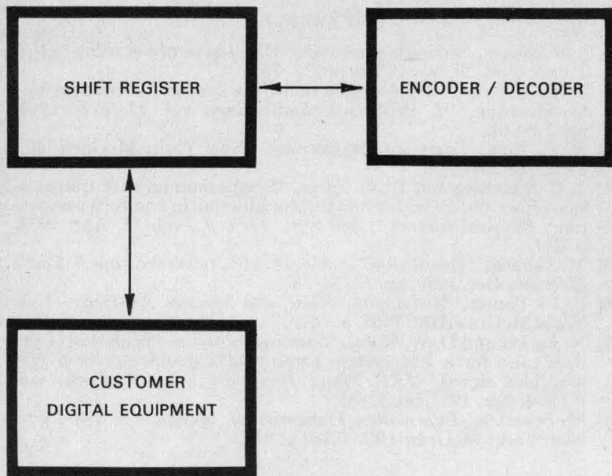 SHIFT REGISTER
ENCODER / DECODER
CUSTOMER
DIGITAL EQUIPMENT